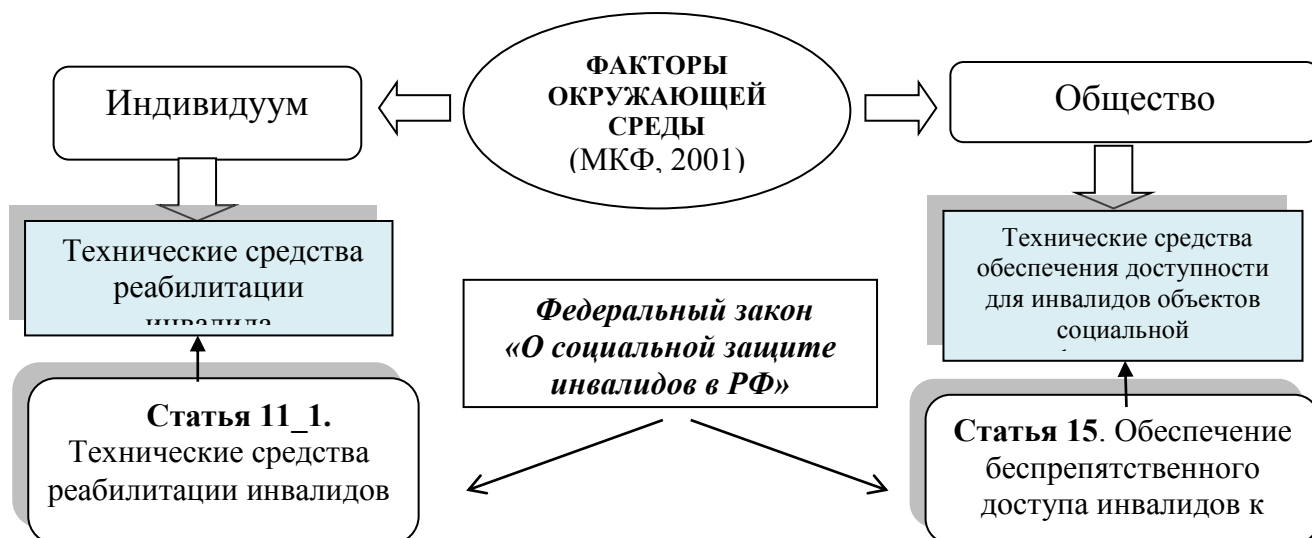 ФАКТОРЫ
ОКРУЖАЮЩЕЙ
СРЕДЫ
(МКФ, 2001)
Индивидуум
Общество
Технические средства
реабилитации
Технические средства
обеспечения доступности
для инвалидов объектов
социальной
Федеральный закон
«О социальной защите
инвалидов в РФ»
Статья 11_1.
Технические средства
реабилитации инвалидов
Статья 15. Обеспечение
беспрепятственного
доступа инвалидов к